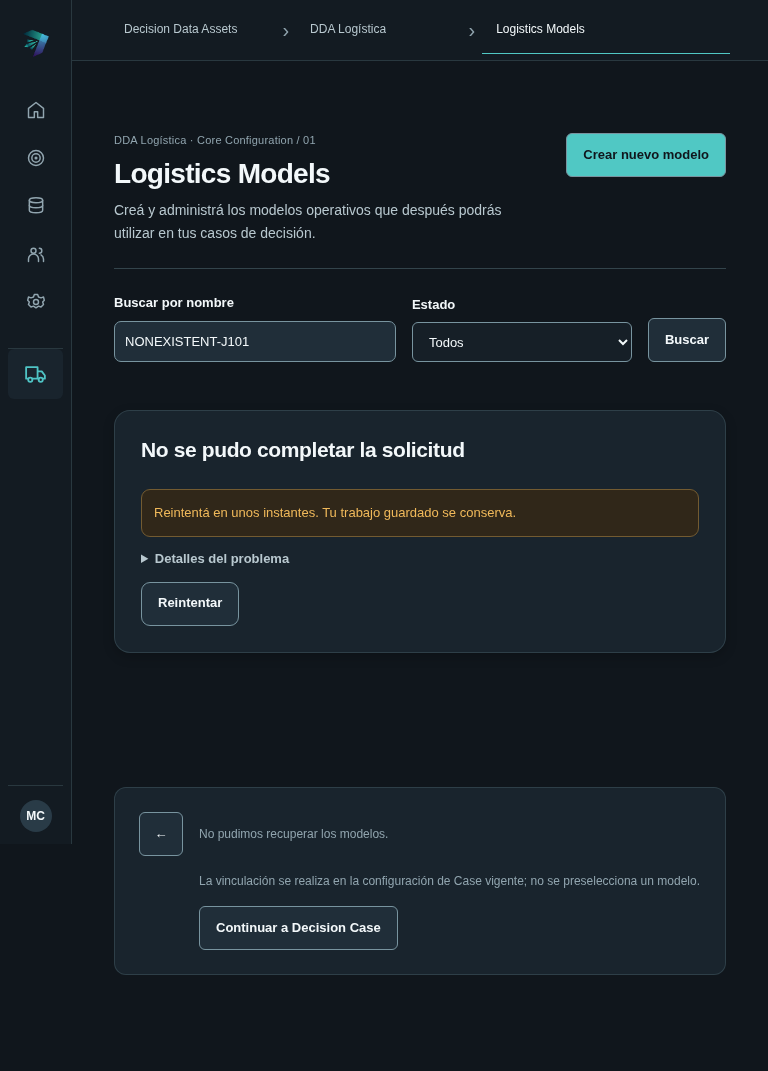 Decision Data Assets › DDA Logística › Logistics Models
DDA Logística · Core Configuration / 01
Logistics Models
Crear nuevo modelo
Creá y administrá los modelos operativos que después podrás
utilizar en tus casos de decisión.
Buscar por nombre
NONEXISTENT-J101
Estado
Todos
Buscar
No se pudo completar la solicitud
Reintentá en unos instantes. Tu trabajo guardado se conserva.
▶ Detalles del problema
Reintentar
MC
← No pudimos recuperar los modelos.
La vinculación se realiza en la configuración de Case vigente; no se preselecciona un modelo.
Continuar a Decision Case